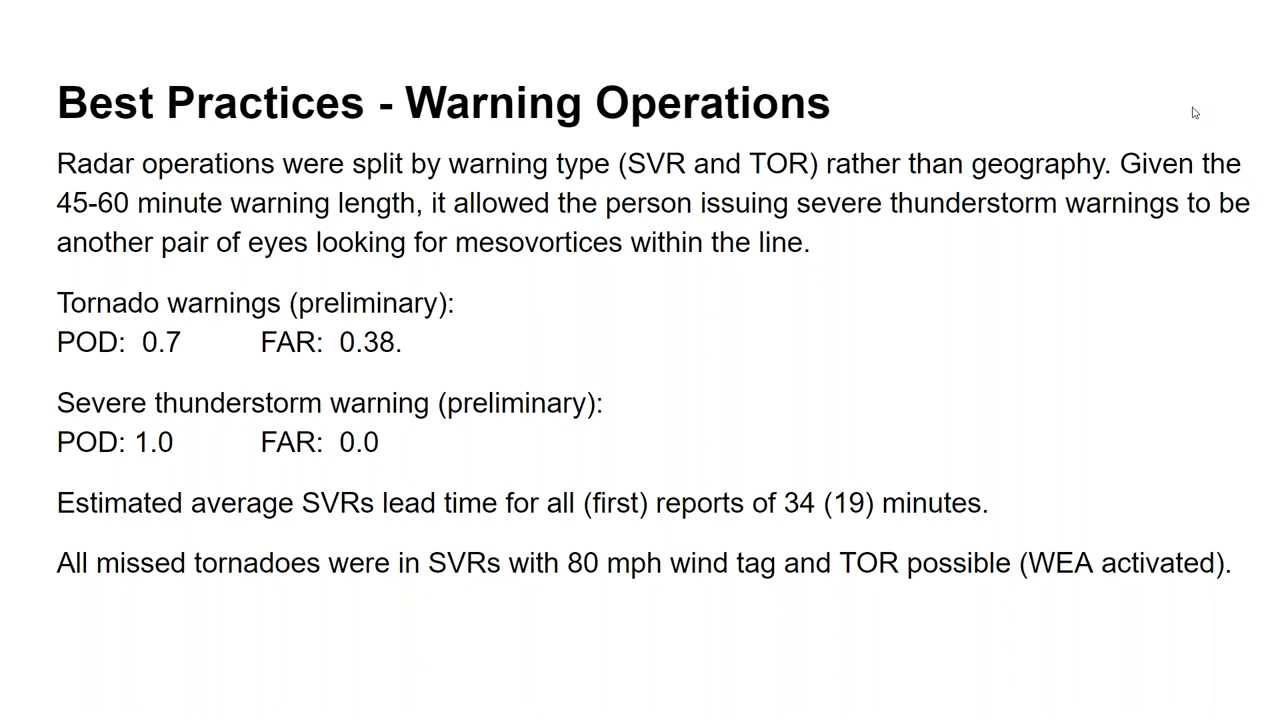 Best Practices - Warning Operations
Radar operations were split by warning type (SVR and TOR) rather than geography. Given the
45-60 minute warning length, it allowed the person issuing severe thunderstorm warnings to be
another pair of eyes looking for mesovortices within the line.
Tornado warnings (preliminary):
POD: 0.7 FAR: 0.38.
Severe thunderstorm warning (preliminary):
POD: 1.0 FAR: 0.0
Estimated average SVRs lead time for all (first) reports of 34 (19) minutes.
All missed tornadoes were in SVRs with 80 mph wind tag and TOR possible (WEA activated).